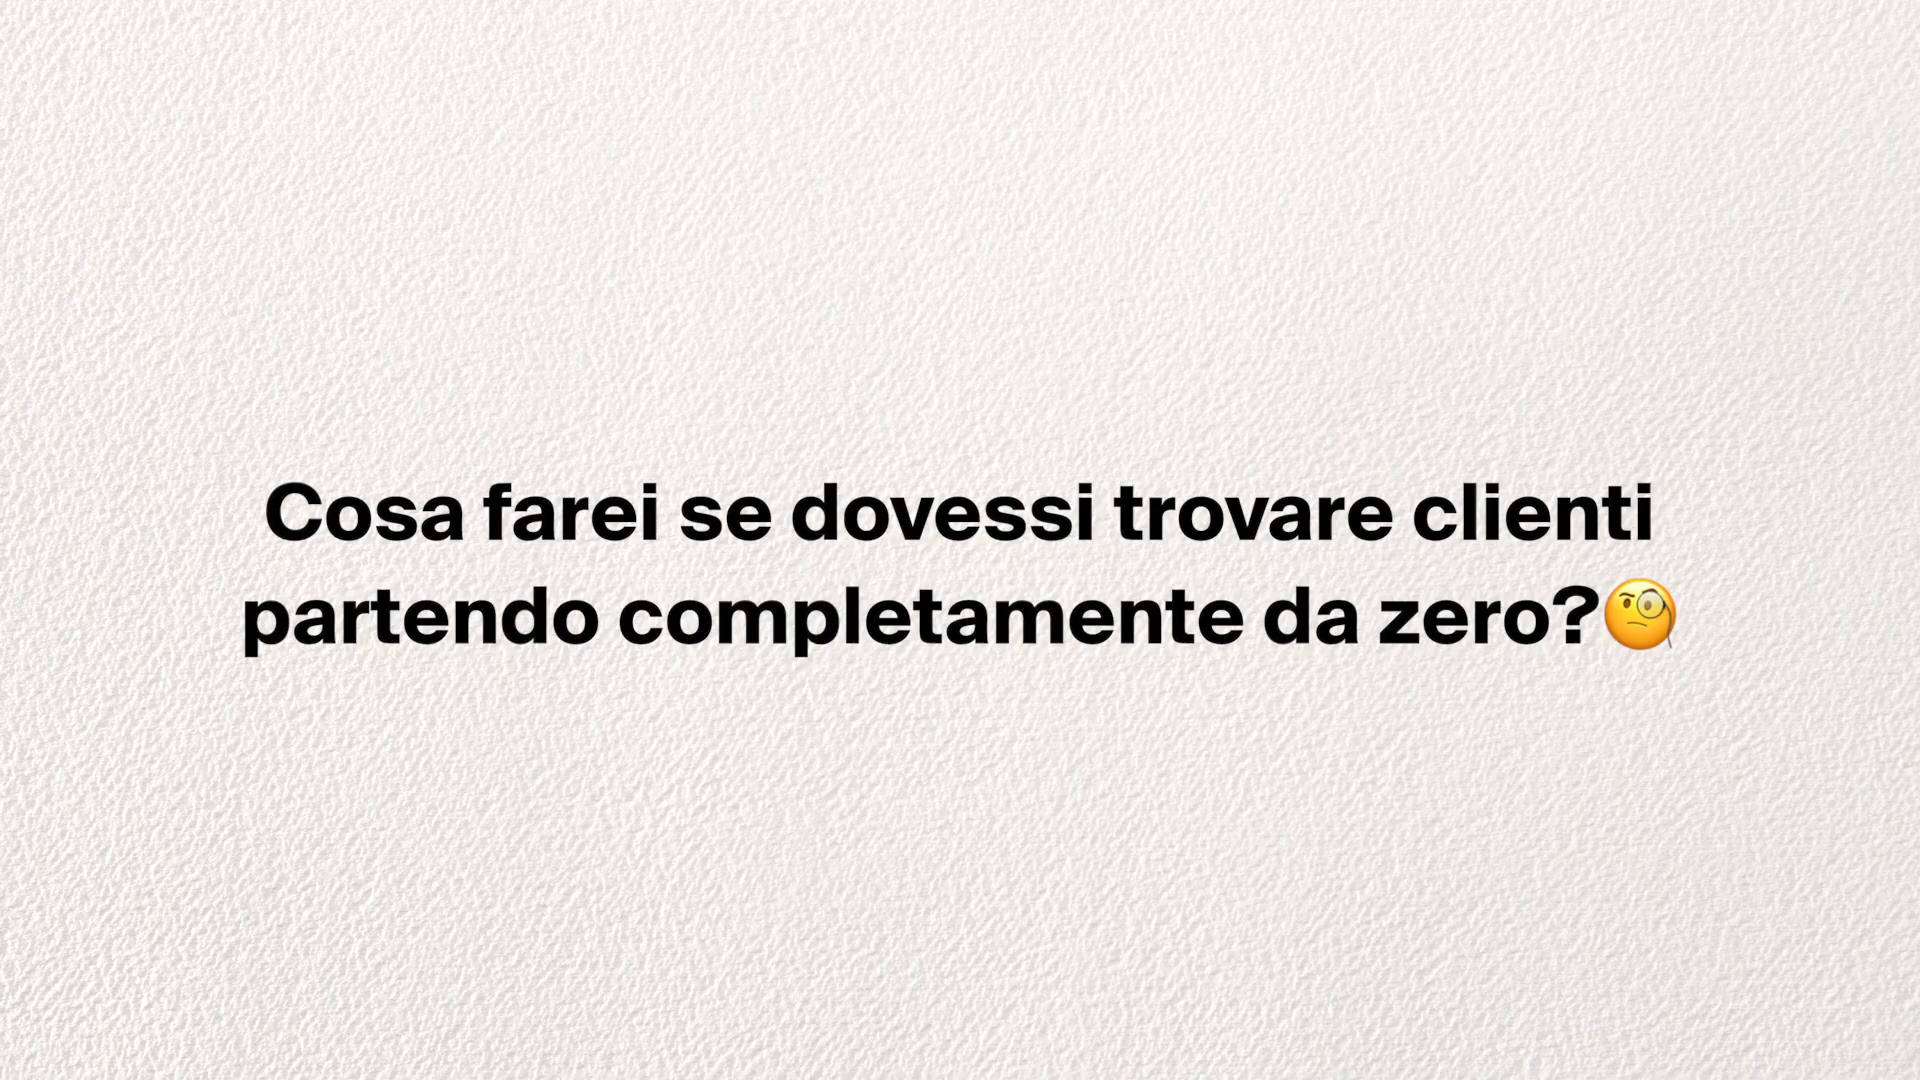 Cosa farei se dovessi trovare clienti
partendo completamente da zero?🧐